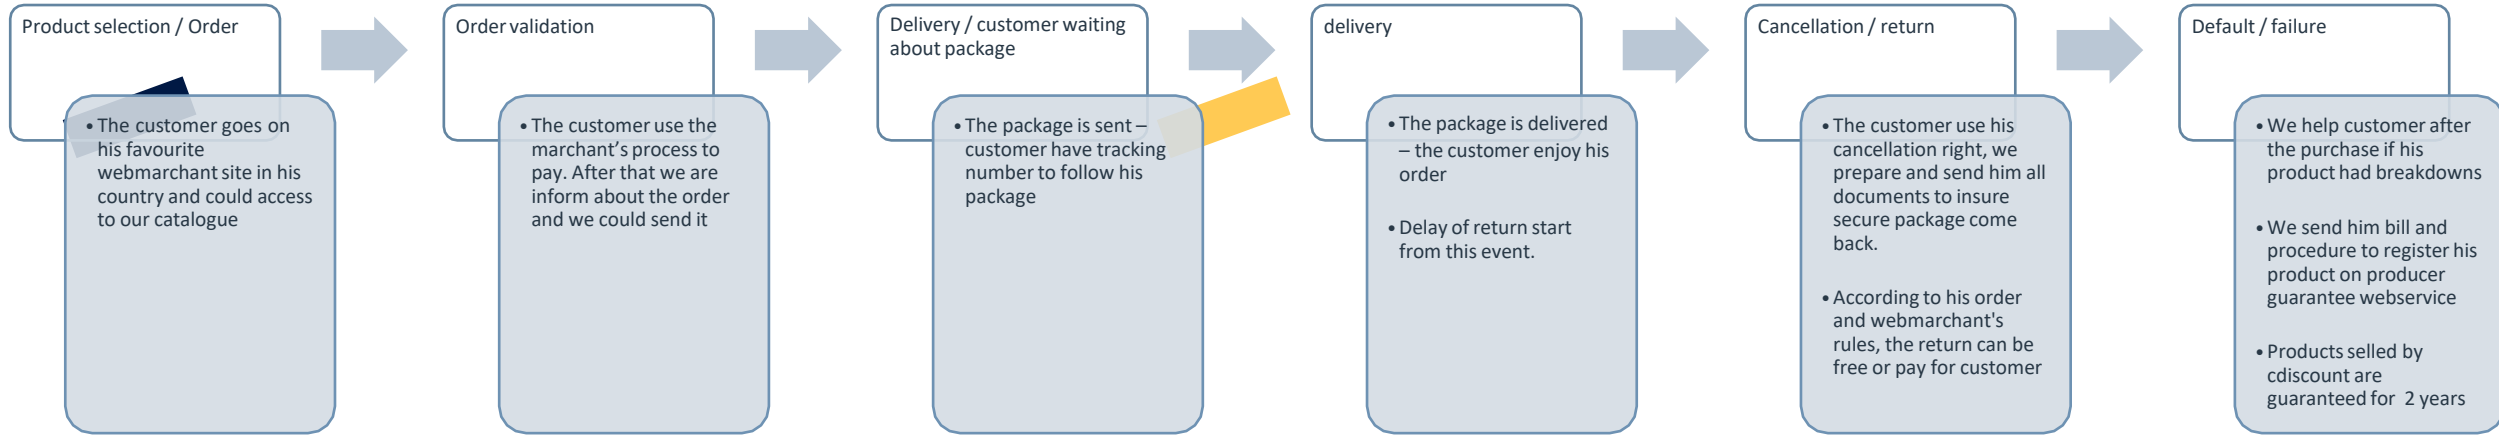 Product selection / Order
• The customer goes on
his favourite
webmarchant site in his
country and could access
to our catalogue
Order validation
• The customer use the
marchant’s process to
pay. After that we are
inform about the order
and we could send it
Delivery / customer waiting
about package
• The package is sent –
customer have tracking
number to follow his
package
delivery
• The package is delivered
– the customer enjoy his
order
• Delay of return start
from this event.
Cancellation / return
• The customer use his
cancellation right, we
prepare and send him all
documents to insure
secure package come
back.
• According to his order
and webmarchant's
rules, the return can be
free or pay for customer
Default / failure
• We help customer after
the purchase if his
product had breakdowns
• We send him bill and
procedure to register his
product on producer
guarantee webservice
• Products selled by
cdiscount are
guaranteed for 2 years